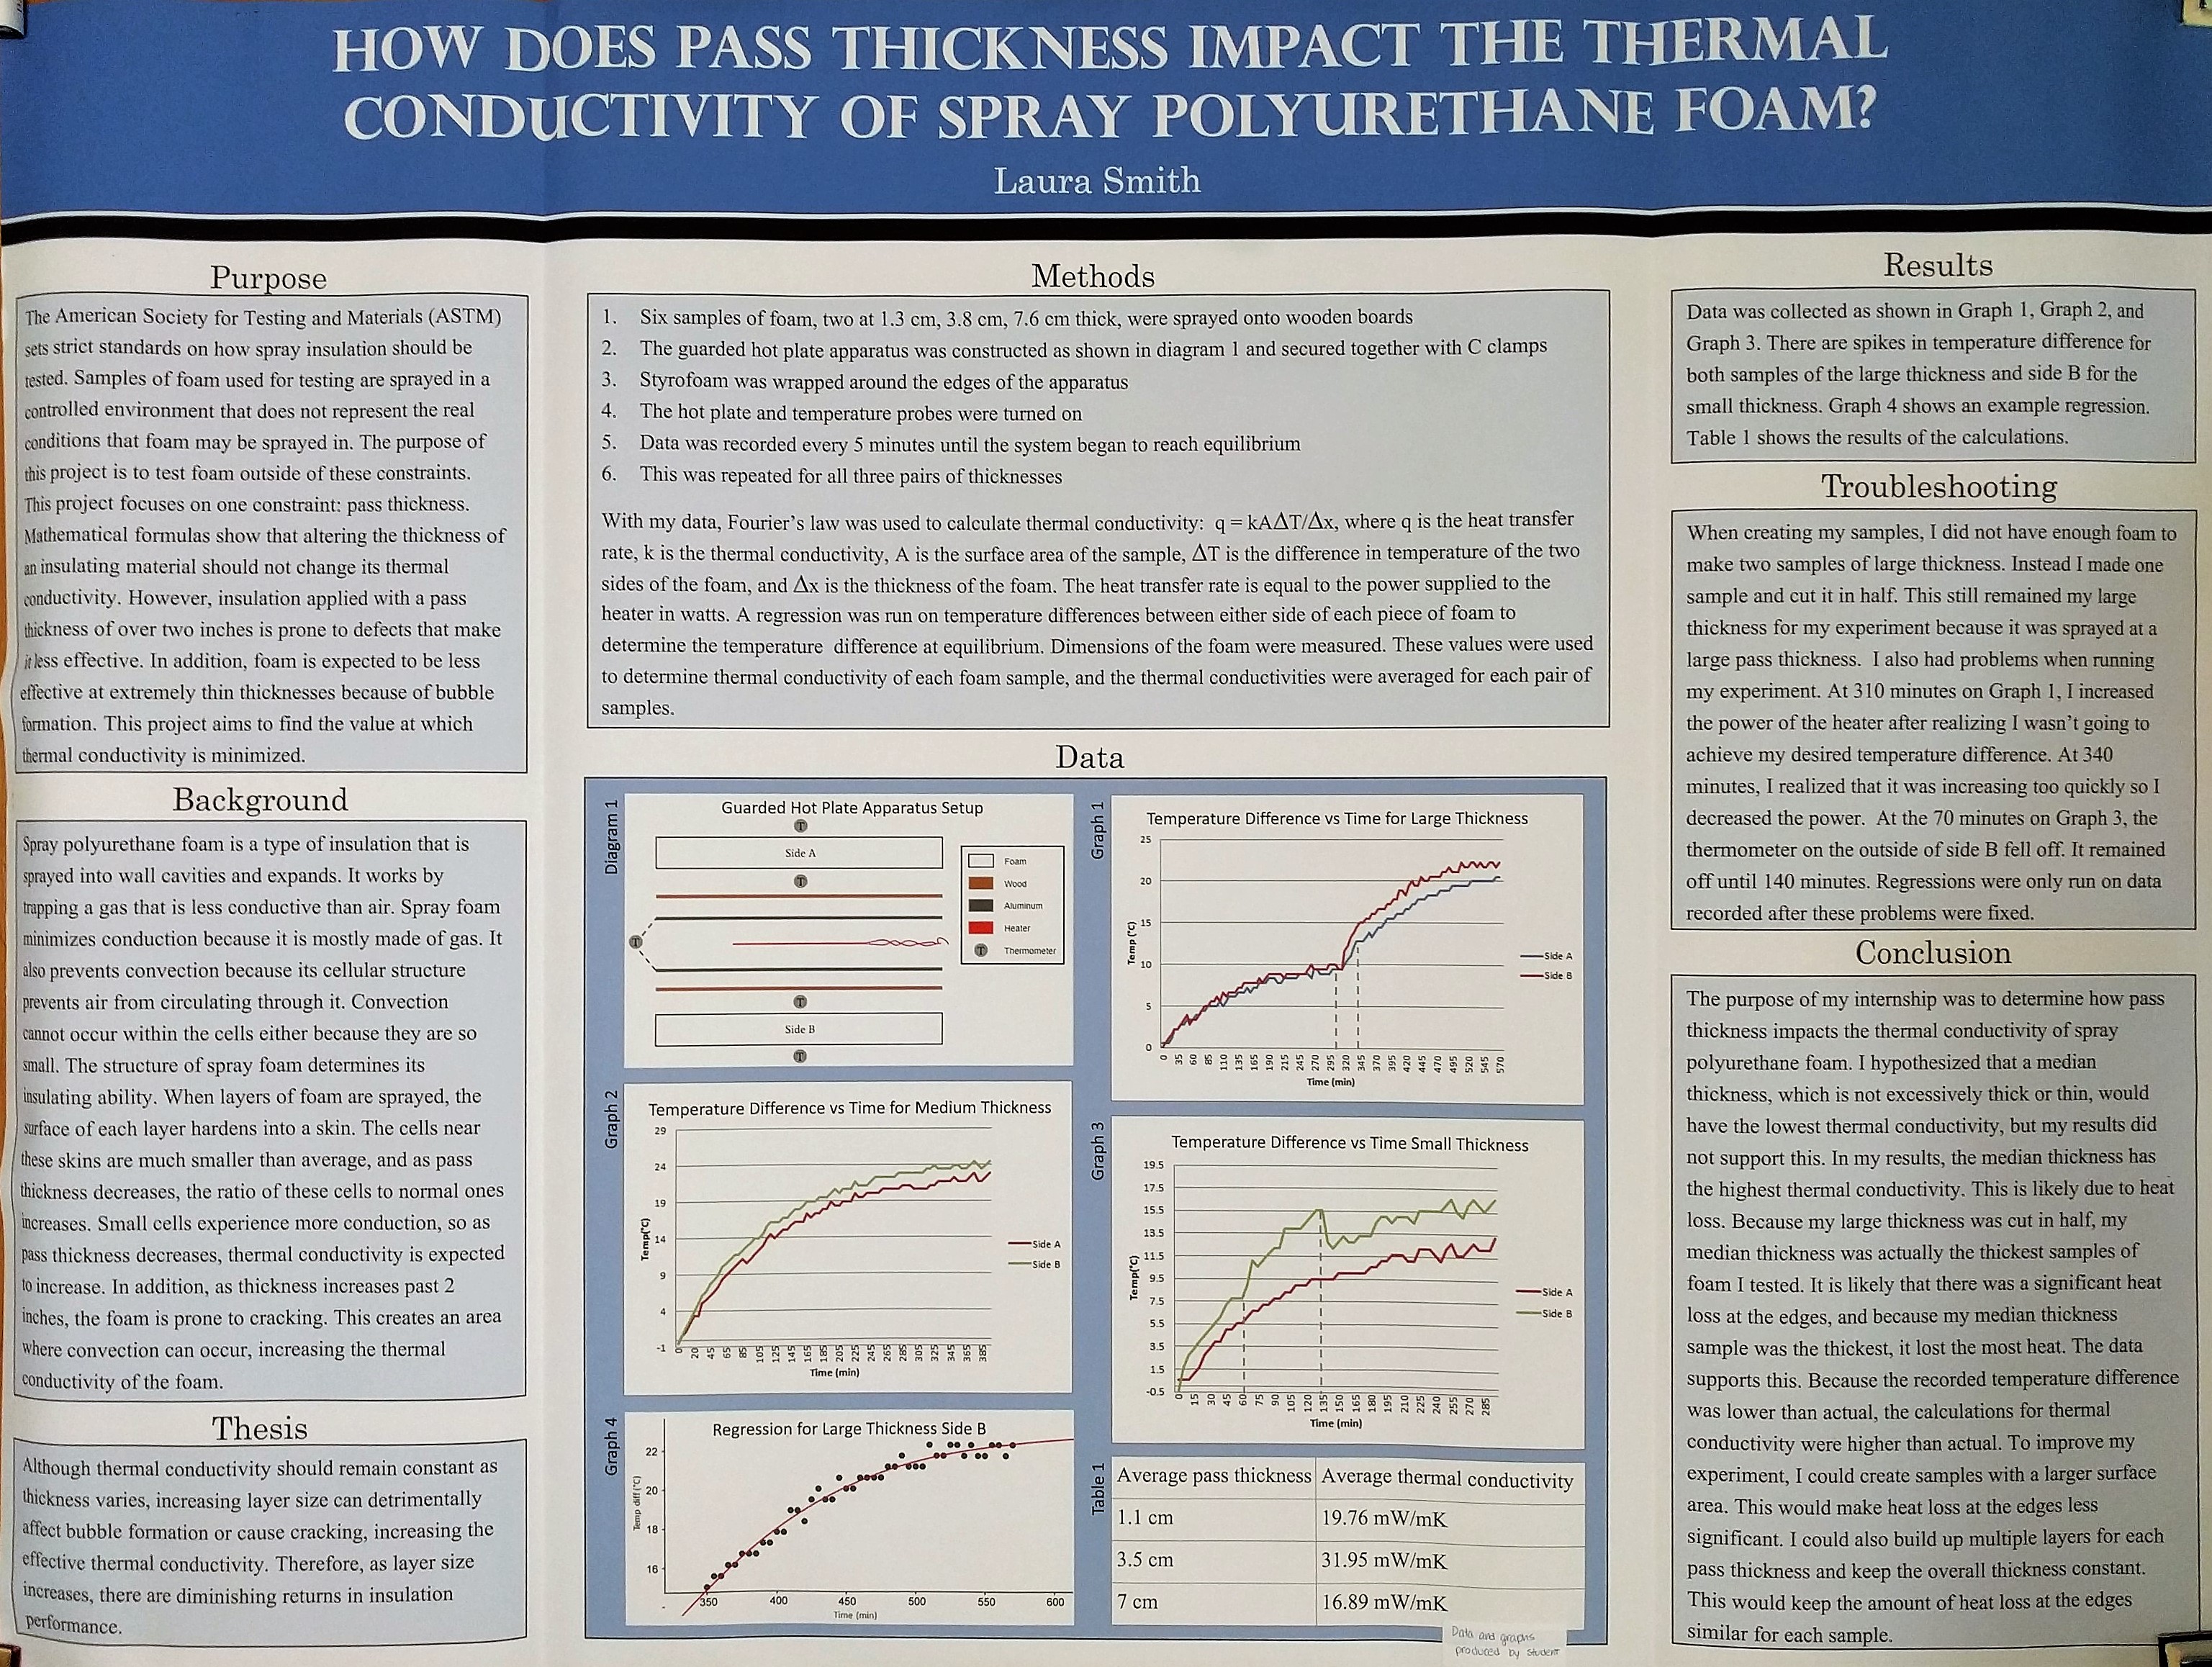 HOW DOES PASS THICKNESS IMPACT THE THERMAL
CONDUCTIVITY OF SPRAY POLYURETHANE FOAM?
Laura Smith
Purpose
The American Society for Testing and Materials (ASTM)
sets strict standards on how spray insulation should be
tested. Samples of foam used for testing are sprayed in a
controlled environment that does not represent the real
conditions that foam may be sprayed in. The purpose of
this project is to test foam outside of these constraints.
This project focuses on one constraint: pass thickness.
Mathematical formulas show that altering the thickness of
an insulating material should not change its thermal
conductivity. However, insulation applied with a pass
thickness of over two inches is prone to defects that make
it less effective. In addition, foam is expected to be less
effective at extremely thin thicknesses because of bubble
formation. This project aims to find the value at which
thermal conductivity is minimized.
Background
Spray polyurethane foam is a type of insulation that is
sprayed into wall cavities and expands. It works by
trapping a gas that is less conductive than air. Spray foam
minimizes conduction because it is mostly made of gas. It
also prevents convection because its cellular structure
prevents air from circulating through it. Convection
cannot occur within the cells either because they are so
small. The structure of spray foam determines its
insulating ability. When layers of foam are sprayed, the
surface of each layer hardens into a skin. The cells near
these skins are much smaller than average, and as pass
thickness decreases, the ratio of these cells to normal ones
increases. Small cells experience more conduction, so as
pass thickness decreases, thermal conductivity is expected
to increase. In addition, as thickness increases past 2
inches, the foam is prone to cracking. This creates an area
where convection can occur, increasing the thermal
conductivity of the foam.
Thesis
Although thermal conductivity should remain constant as
thickness varies, increasing layer size can detrimentally
affect bubble formation or cause cracking, increasing the
effective thermal conductivity. Therefore, as layer size
increases, there are diminishing returns in insulation
performance.
Methods
1. Six samples of foam, two at 1.3 cm, 3.8 cm, 7.6 cm thick, were sprayed onto wooden boards
2. The guarded hot plate apparatus was constructed as shown in diagram 1 and secured together with C clamps
3. Styrofoam was wrapped around the edges of the apparatus
4. The hot plate and temperature probes were turned on
5. Data was recorded every 5 minutes until the system began to reach equilibrium
6. This was repeated for all three pairs of thicknesses
With my data, Fourier's law was used to calculate thermal conductivity: q = kAΔT/Δx, where q is the heat transfer
rate, k is the thermal conductivity, A is the surface area of the sample, ΔT is the difference in temperature of the two
sides of the foam, and Δx is the thickness of the foam. The heat transfer rate is equal to the power supplied to the
heater in watts. A regression was run on temperature differences between either side of each piece of foam to
determine the temperature difference at equilibrium. Dimensions of the foam were measured. These values were used
to determine thermal conductivity of each foam sample, and the thermal conductivities were averaged for each pair of
samples.
Data
Diagram 1
Guarded Hot Plate Apparatus Setup
T
Side A
T
T
T
Side B
T
Foam
Wood
Aluminum
Heater
T Thermometer
Graph 1
Temperature Difference vs Time for Large Thickness
25
20
15
10
5
0
Temp (°C)
0 35 60 85 110 135 165 190 215 245 270 295 320 345 370 395 420 445 470 495 520 545 570
Time (min)
Side A
Side B
Graph 2
Temperature Difference vs Time for Medium Thickness
29
24
19
14
9
4
-1
Temp(°C)
0 20 45 65 85 105 125 145 165 185 205 225 245 265 285 305 325 345 365 385
Time (min)
Side A
Side B
Graph 3
Temperature Difference vs Time Small Thickness
19.5
17.5
15.5
13.5
11.5
9.5
7.5
5.5
3.5
1.5
-0.5
Temp(°C)
0 15 30 45 60 75 90 105 120 135 150 165 180 195 210 225 240 255 270 285
Time (min)
Side A
Side B
Graph 4
Regression for Large Thickness Side B
22
20
18
16
Temp diff (°C)
350 400 450 500 550 600
Time (min)
Table 1
Average pass thickness Average thermal conductivity
1.1 cm 19.76 mW/mK
3.5 cm 31.95 mW/mK
7 cm 16.89 mW/mK
Data and graphs
produced by student
Results
Data was collected as shown in Graph 1, Graph 2, and
Graph 3. There are spikes in temperature difference for
both samples of the large thickness and side B for the
small thickness. Graph 4 shows an example regression.
Table 1 shows the results of the calculations.
Troubleshooting
When creating my samples, I did not have enough foam to
make two samples of large thickness. Instead I made one
sample and cut it in half. This still remained my large
thickness for my experiment because it was sprayed at a
large pass thickness. I also had problems when running
my experiment. At 310 minutes on Graph 1, I increased
the power of the heater after realizing I wasn't going to
achieve my desired temperature difference. At 340
minutes, I realized that it was increasing too quickly so I
decreased the power. At the 70 minutes on Graph 3, the
thermometer on the outside of side B fell off. It remained
off until 140 minutes. Regressions were only run on data
recorded after these problems were fixed.
Conclusion
The purpose of my internship was to determine how pass
thickness impacts the thermal conductivity of spray
polyurethane foam. I hypothesized that a median
thickness, which is not excessively thick or thin, would
have the lowest thermal conductivity, but my results did
not support this. In my results, the median thickness has
the highest thermal conductivity. This is likely due to heat
loss. Because my large thickness was cut in half, my
median thickness was actually the thickest samples of
foam I tested. It is likely that there was a significant heat
loss at the edges, and because my median thickness
sample was the thickest, it lost the most heat. The data
supports this. Because the recorded temperature difference
was lower than actual, the calculations for thermal
conductivity were higher than actual. To improve my
experiment, I could create samples with a larger surface
area. This would make heat loss at the edges less
significant. I could also build up multiple layers for each
pass thickness and keep the overall thickness constant.
This would keep the amount of heat loss at the edges
similar for each sample.